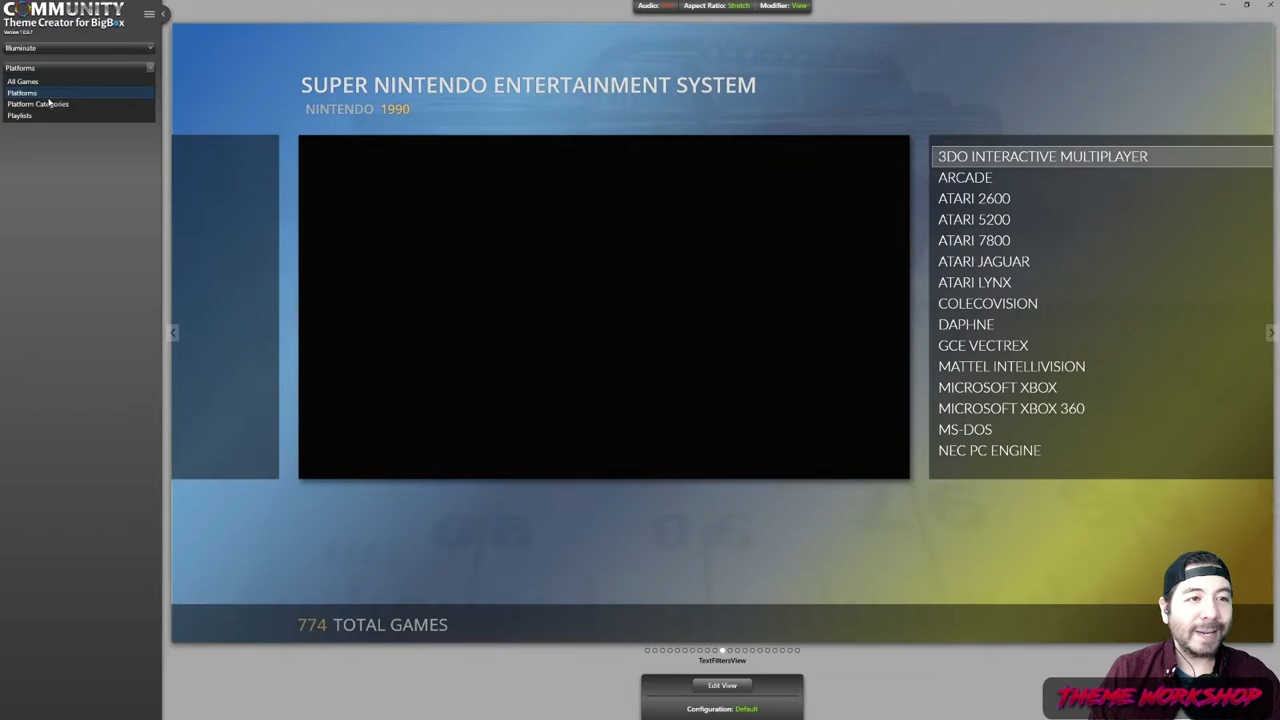 COMMUNITY
Theme Creator for BigBox
Audio:
Aspect Ratio: Stretch
Modifier: View
Illuminate
Platforms
All Games
Platforms
Platform Categories
Playlists
SUPER NINTENDO ENTERTAINMENT SYSTEM
NINTENDO 1990
3DO INTERACTIVE MULTIPLAYER
ARCADE
ATARI 2600
ATARI 5200
ATARI 7800
ATARI JAGUAR
ATARI LYNX
COLECOVISION
DAPHNE
GCE VECTREX
MATTEL INTELLIVISION
MICROSOFT XBOX
MICROSOFT XBOX 360
MS-DOS
NEC PC ENGINE
774 TOTAL GAMES
TextFiltersView
Edit View
Configuration: Default
THEME WORKSHOP